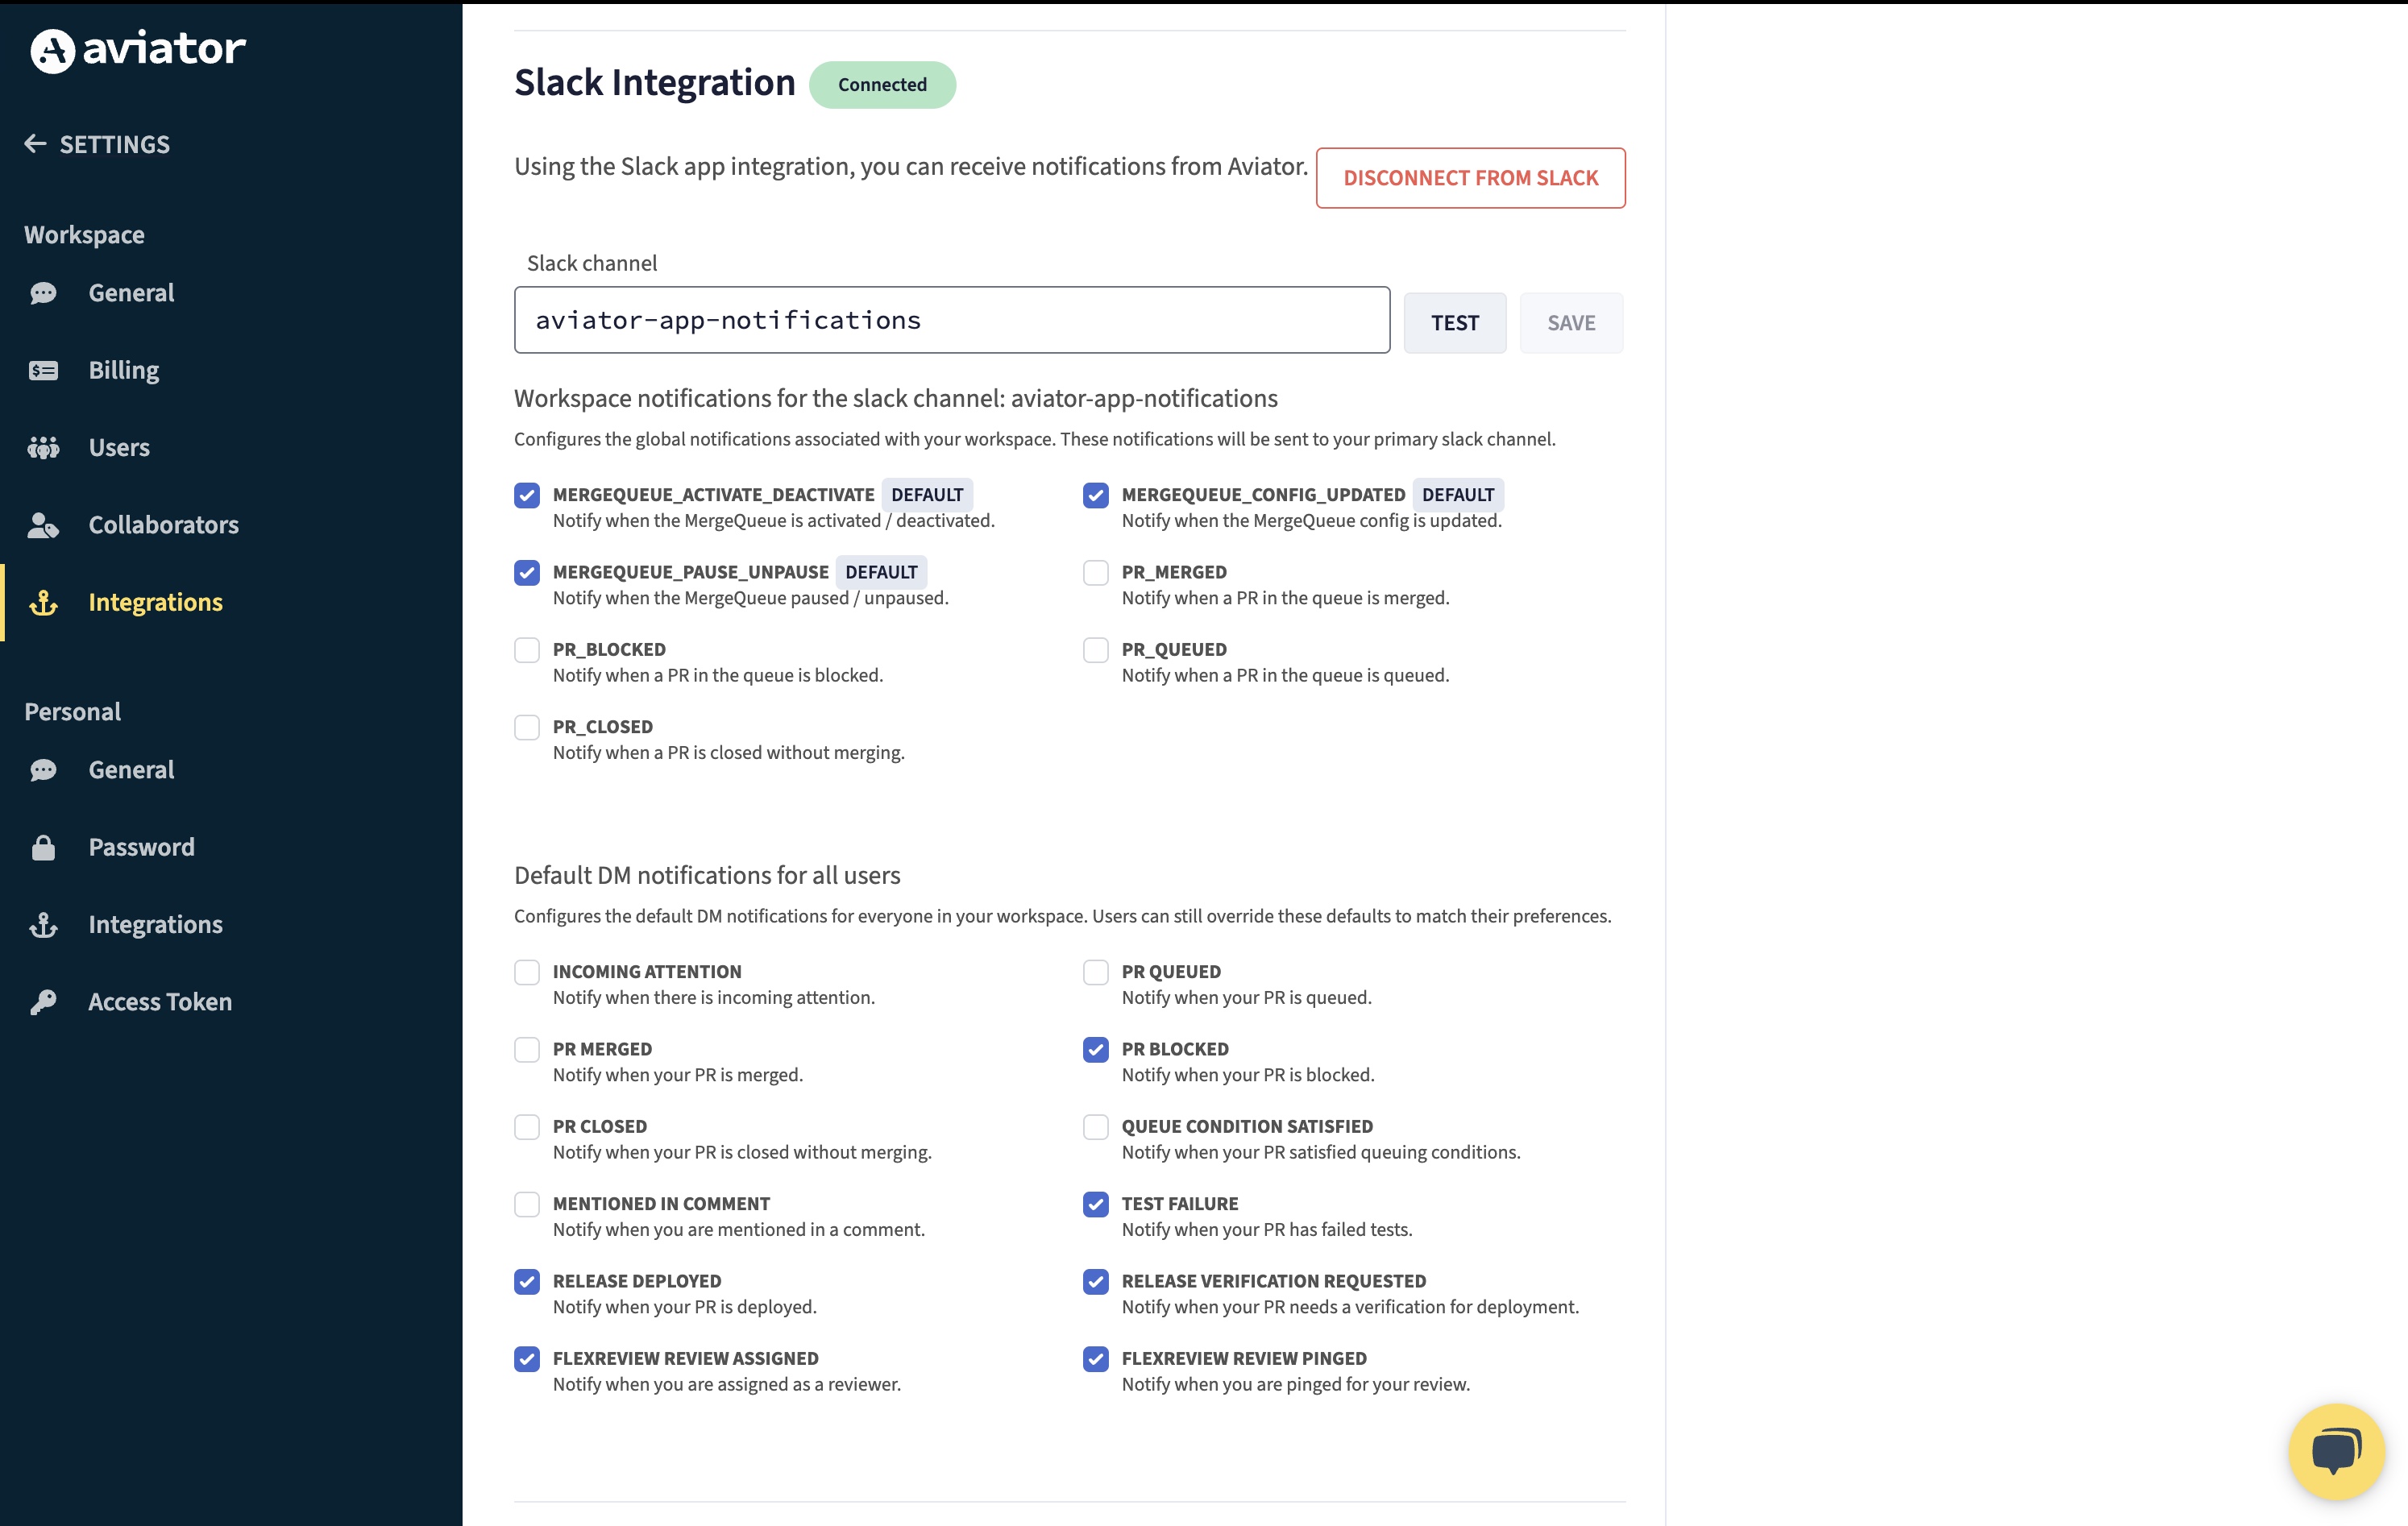 aviator
SETTINGS
Workspace
General
Billing
Users
Collaborators
Integrations
Personal
General
Password
Integrations
Access Token
Slack Integration Connected
Using the Slack app integration, you can receive notifications from Aviator. DISCONNECT FROM SLACK
Slack channel
aviator-app-notifications TEST SAVE
Workspace notifications for the slack channel: aviator-app-notifications
Configures the global notifications associated with your workspace. These notifications will be sent to your primary slack channel.
MERGEQUEUE_ACTIVATE_DEACTIVATE DEFAULT
Notify when the MergeQueue is activated / deactivated.
MERGEQUEUE_CONFIG_UPDATED DEFAULT
Notify when the MergeQueue config is updated.
MERGEQUEUE_PAUSE_UNPAUSE DEFAULT
Notify when the MergeQueue paused / unpaused.
PR_MERGED
Notify when a PR in the queue is merged.
PR_BLOCKED
Notify when a PR in the queue is blocked.
PR_QUEUED
Notify when a PR in the queue is queued.
PR_CLOSED
Notify when a PR is closed without merging.
Default DM notifications for all users
Configures the default DM notifications for everyone in your workspace. Users can still override these defaults to match their preferences.
INCOMING ATTENTION
Notify when there is incoming attention.
PR QUEUED
Notify when your PR is queued.
PR MERGED
Notify when your PR is merged.
PR BLOCKED
Notify when your PR is blocked.
PR CLOSED
Notify when your PR is closed without merging.
QUEUE CONDITION SATISFIED
Notify when your PR satisfied queuing conditions.
MENTIONED IN COMMENT
Notify when you are mentioned in a comment.
TEST FAILURE
Notify when your PR has failed tests.
RELEASE DEPLOYED
Notify when your PR is deployed.
RELEASE VERIFICATION REQUESTED
Notify when your PR needs a verification for deployment.
FLEXREVIEW REVIEW ASSIGNED
Notify when you are assigned as a reviewer.
FLEXREVIEW REVIEW PINGED
Notify when you are pinged for your review.